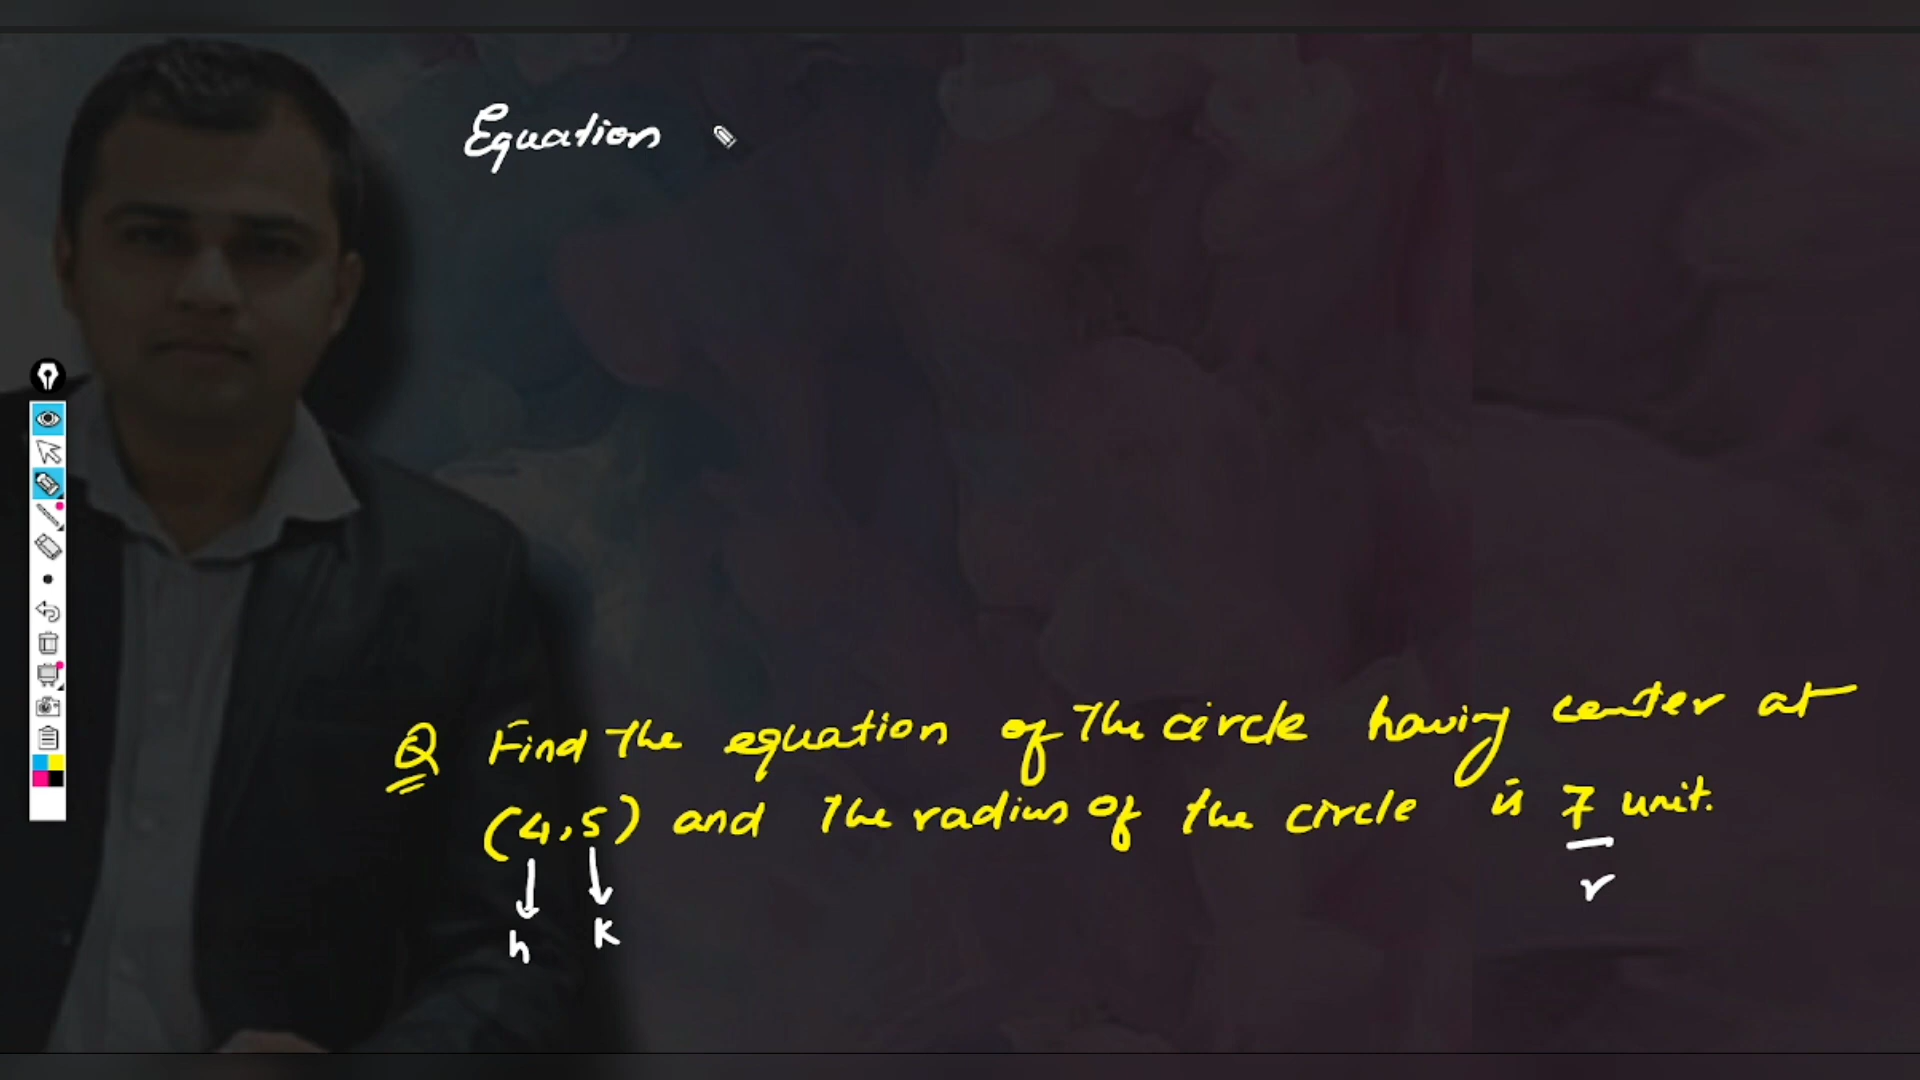 Equation
Q Find the equation of the circle having center at
(4,5) and the radius of the circle is 7 unit.
h k r